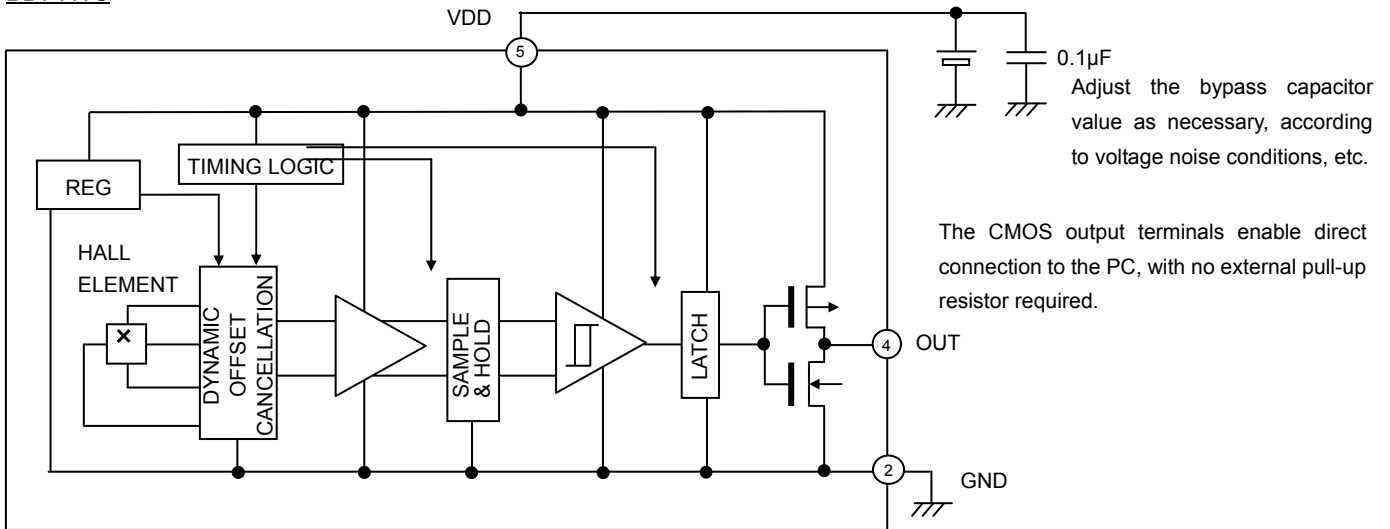 VDD
5
0.1µF
Adjust the bypass capacitor
value as necessary, according
to voltage noise conditions, etc.
TIMING LOGIC
REG
The CMOS output terminals enable direct
connection to the PC, with no external pull-up
resistor required.
HALL
ELEMENT
×
DYNAMIC
OFFSET
CANCELLATION
SAMPLE
& HOLD
LATCH
4
OUT
2
GND